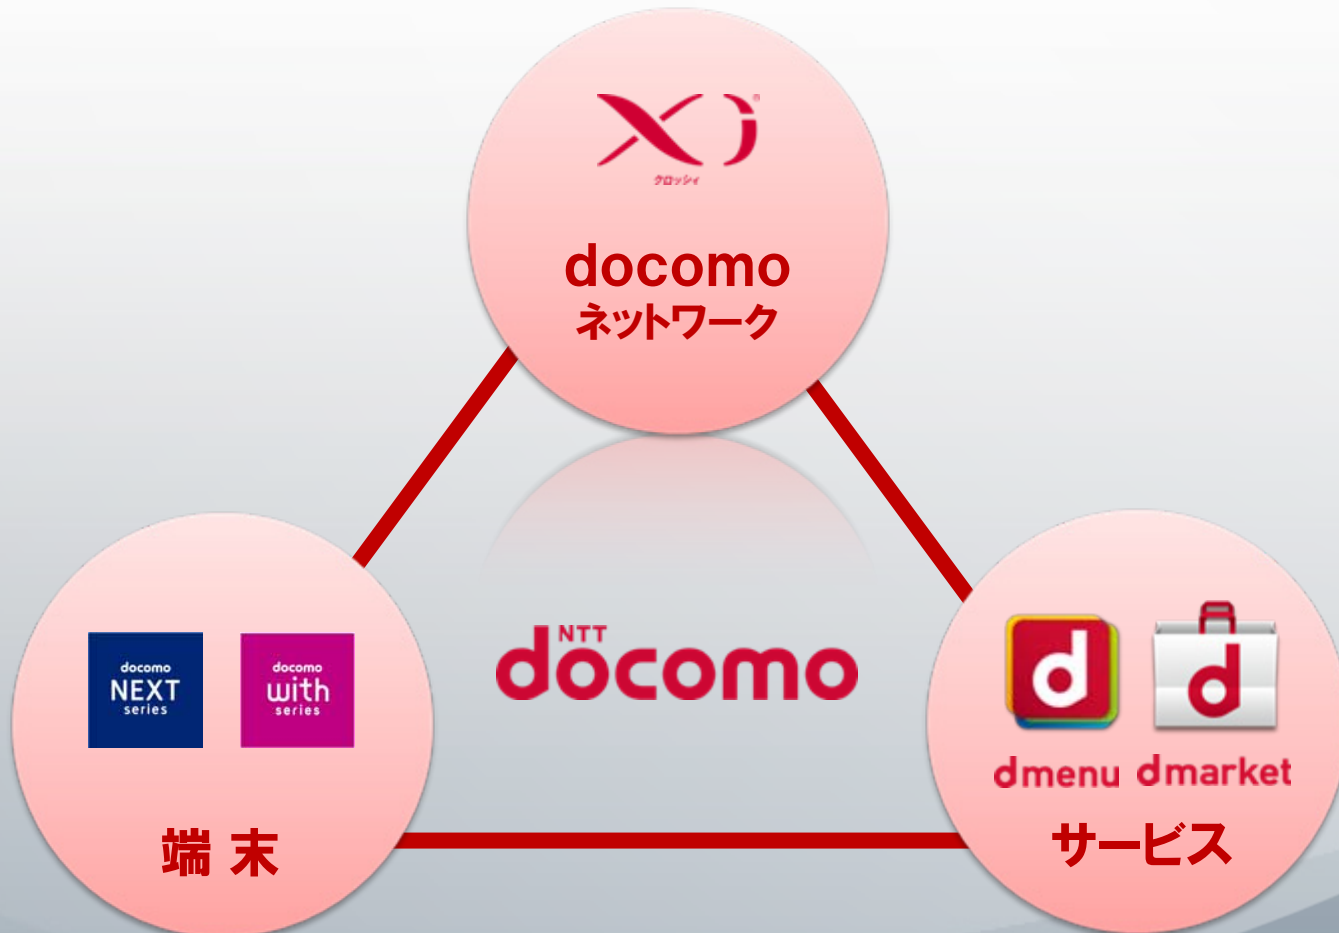 Xi
クロッシィ
docomo
ネットワーク
docomo
NEXT
series
docomo
with
series
端末
NTT
docomo
d
d
dmenu dmarket
サービス